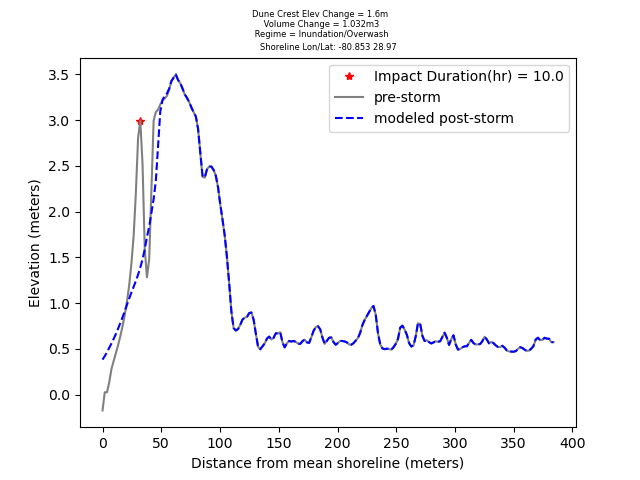 Dune Crest Elev Change = 1.6m
Volume Change = 1.032m3
Regime = Inundation/Overwash
Shoreline Lon/Lat: -80.853 28.97
Impact Duration(hr) = 10.0
pre-storm
modeled post-storm
3.5
3.0
2.5
2.0
1.5
1.0
0.5
0.0
Elevation (meters)
0 50 100 150 200 250 300 350 400
Distance from mean shoreline (meters)